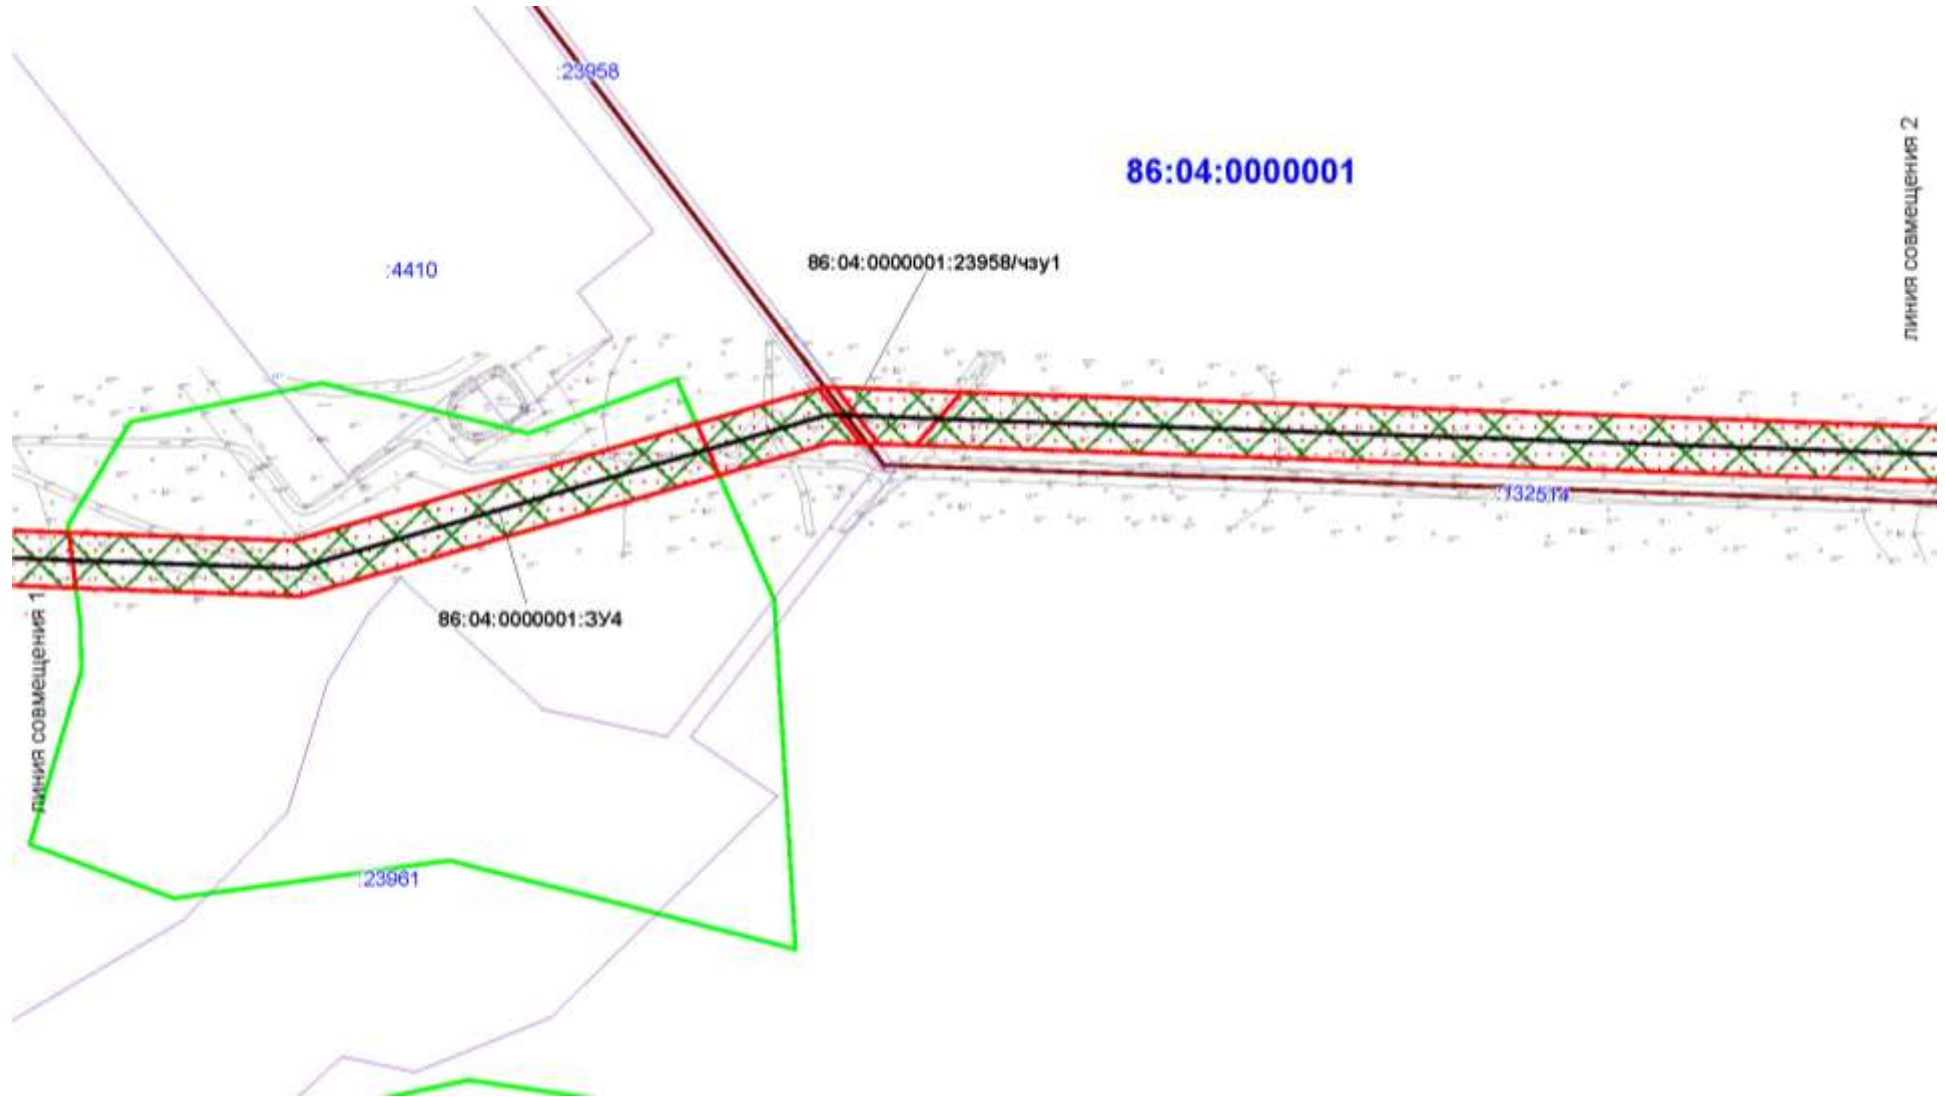 :23958
86:04:0000001
линия совмещения 2
86:04:0000001:23958/чзу1
:4410
:132514
86:04:0000001:ЗУ4
линия совмещения 1
:23961